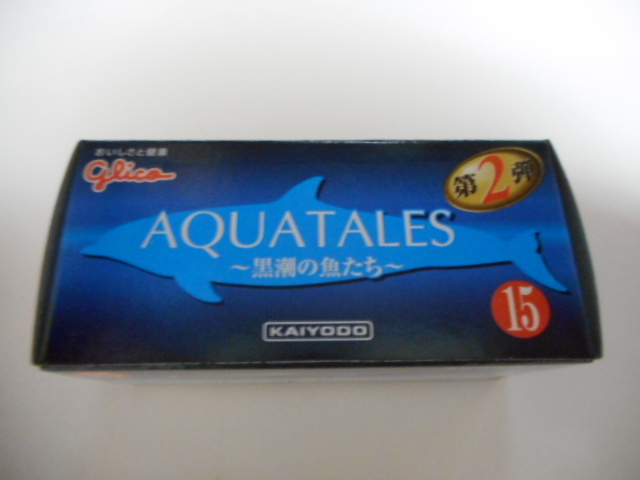 おいしさと健康
Glico
第2弾
AQUATALES
～黒潮の魚たち～
KAIYODO
15